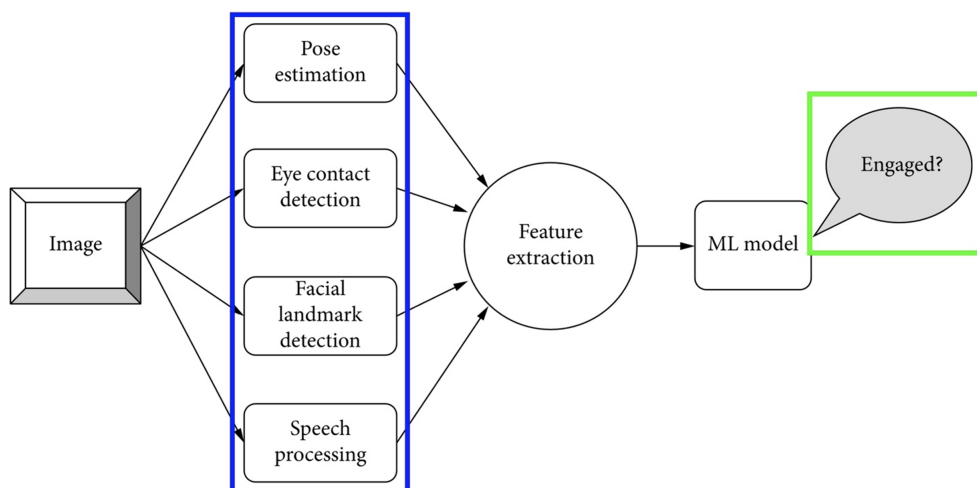 Image
Pose
estimation
Eye contact
detection
Facial
landmark
detection
Speech
processing
Feature
extraction
ML model
Engaged?